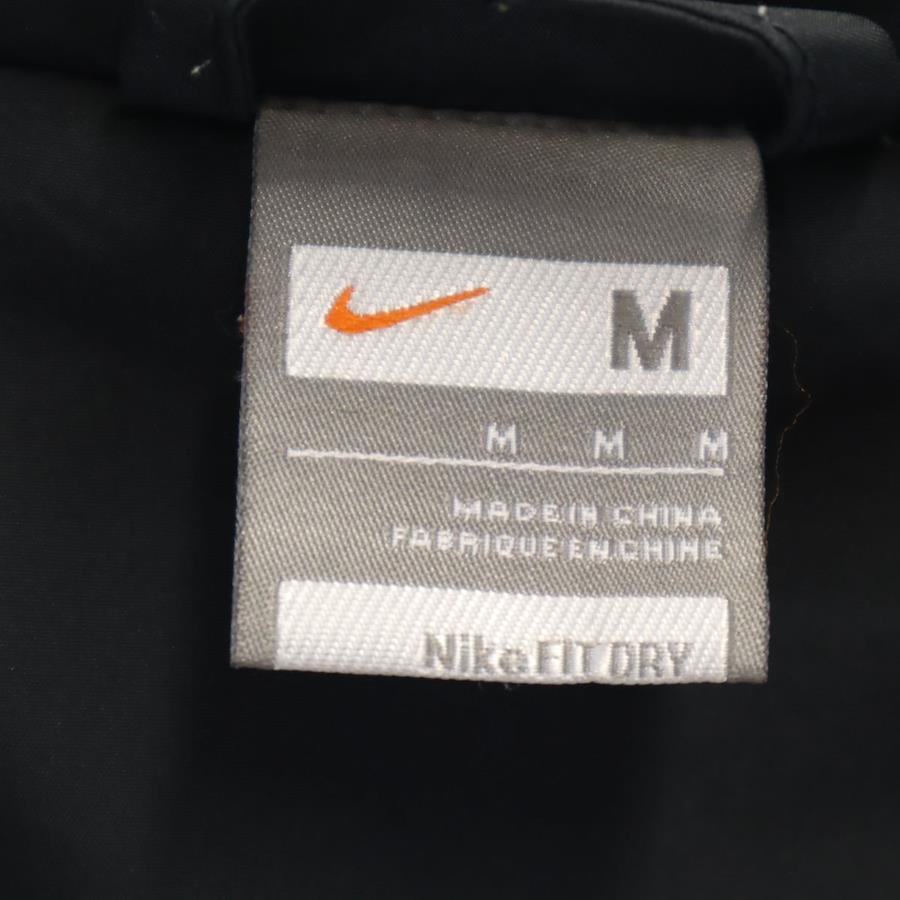 M
M M M
MADE IN CHINA
FABRIQUE EN CHINE
Nike FIT DRY